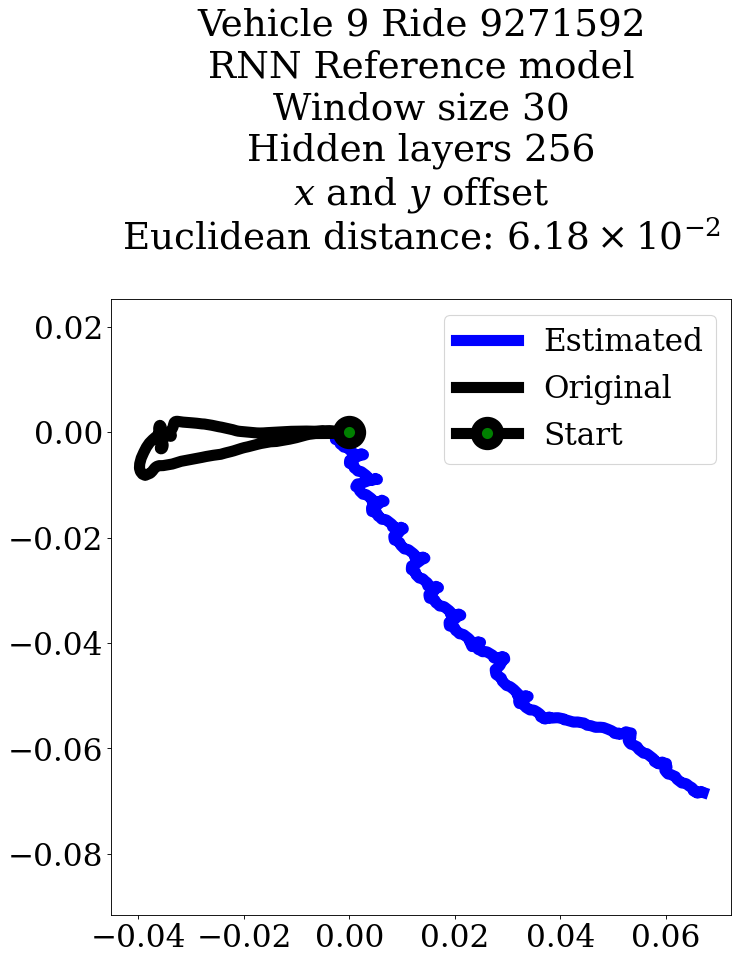 Vehicle 9 Ride 9271592
RNN Reference model
Window size 30
Hidden layers 256
x and y offset
Euclidean distance: 6.18 × 10⁻²
Estimated
Original
Start
0.02
0.00
−0.02
−0.04
−0.06
−0.08
−0.04 −0.02 0.00 0.02 0.04 0.06